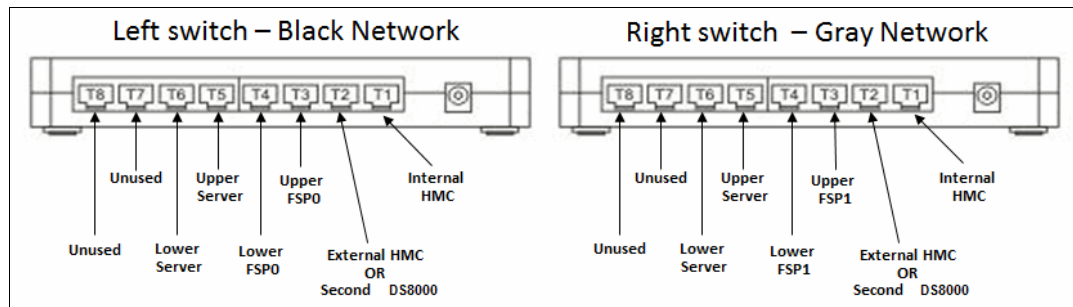 Left switch – Black Network
T8 T7 T6 T5 T4 T3 T2 T1
Unused
Upper
Server
Upper
FSP0
Internal
HMC
Unused
Lower
Server
Lower
FSP0
External HMC
OR
Second DS8000
Right switch – Gray Network
T8 T7 T6 T5 T4 T3 T2 T1
Unused
Upper
Server
Upper
FSP1
Internal
HMC
Unused
Lower
Server
Lower
FSP1
External HMC
OR
Second DS8000